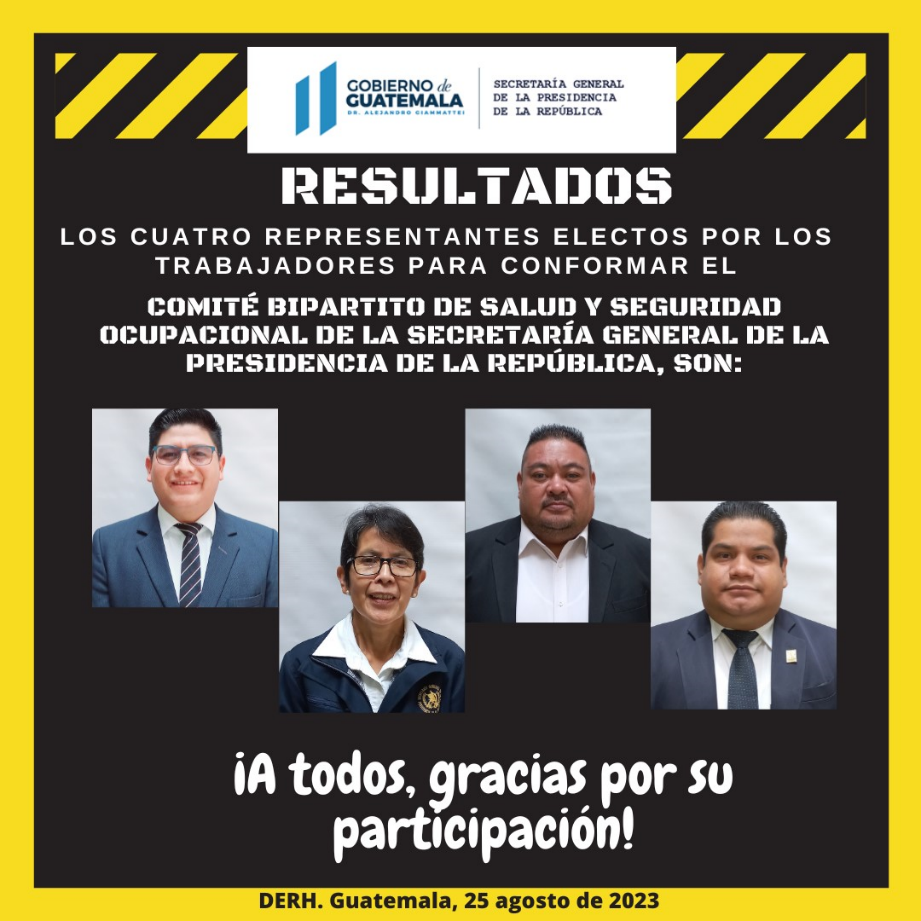 GOBIERNO de
GUATEMALA
DR. ALEJANDRO GIAMMATTEI
SECRETARÍA GENERAL
DE LA PRESIDENCIA
DE LA REPÚBLICA
RESULTADOS
LOS CUATRO REPRESENTANTES ELECTOS POR LOS
TRABAJADORES PARA CONFORMAR EL
COMITÉ BIPARTITO DE SALUD Y SEGURIDAD
OCUPACIONAL DE LA SECRETARÍA GENERAL DE LA
PRESIDENCIA DE LA REPÚBLICA, SON:
¡A todos, gracias por su
participación!
DERH. Guatemala, 25 agosto de 2023